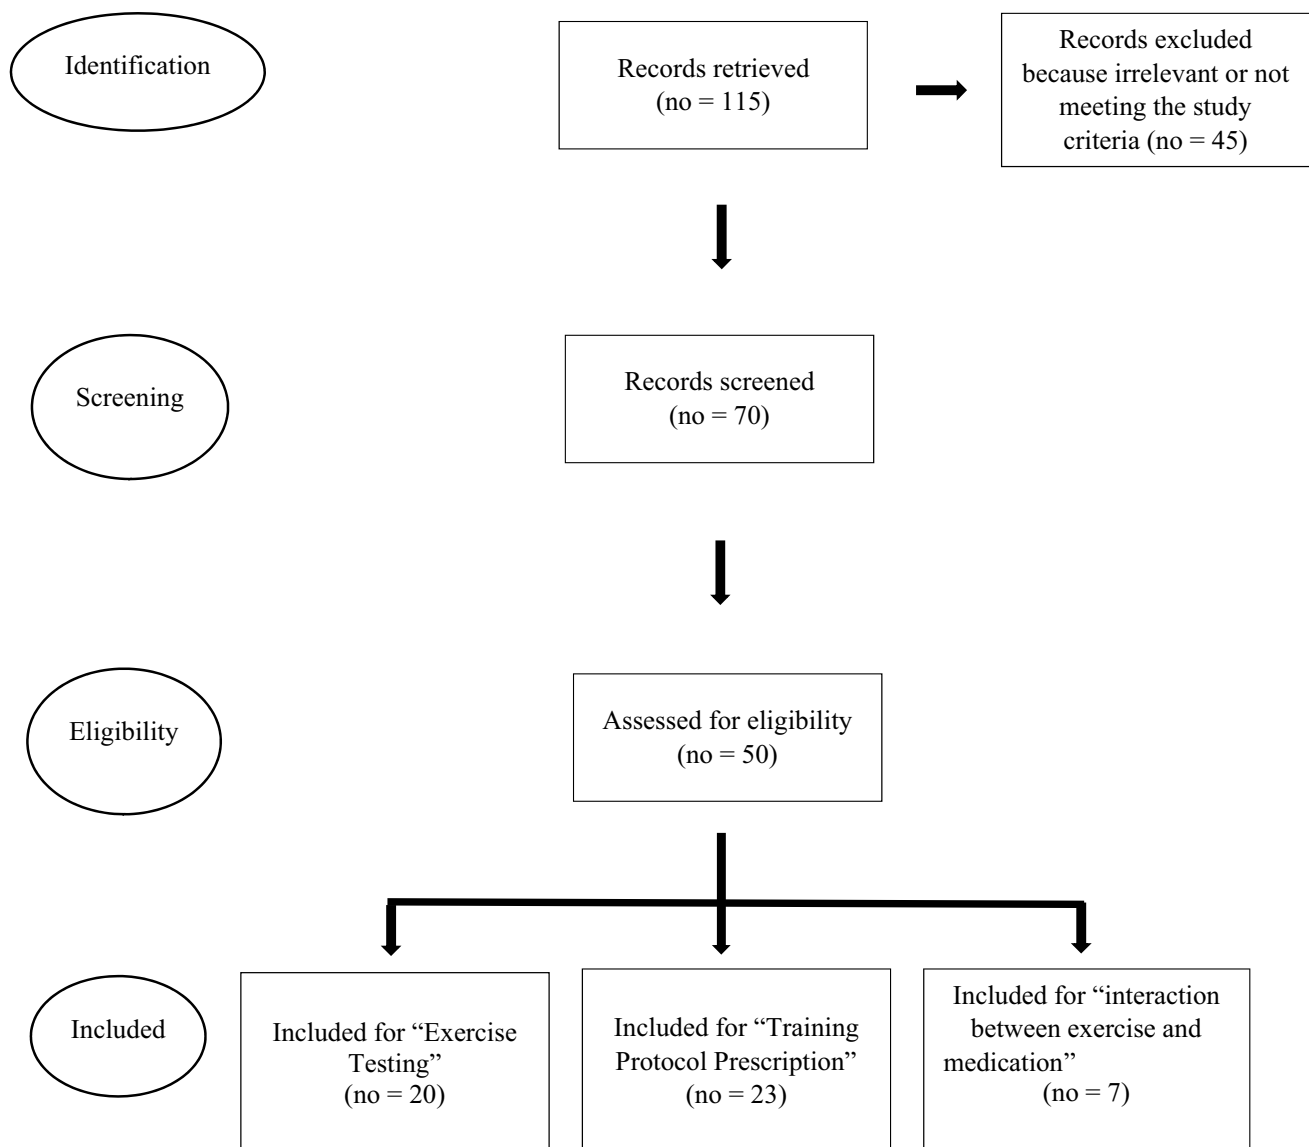 Identification
Records retrieved
(no = 115)
Records excluded
because irrelevant or not
meeting the study
criteria (no = 45)
Screening
Records screened
(no = 70)
Eligibility
Assessed for eligibility
(no = 50)
Included
Included for “Exercise
Testing”
(no = 20)
Included for “Training
Protocol Prescription”
(no = 23)
Included for “interaction
between exercise and
medication”
(no = 7)